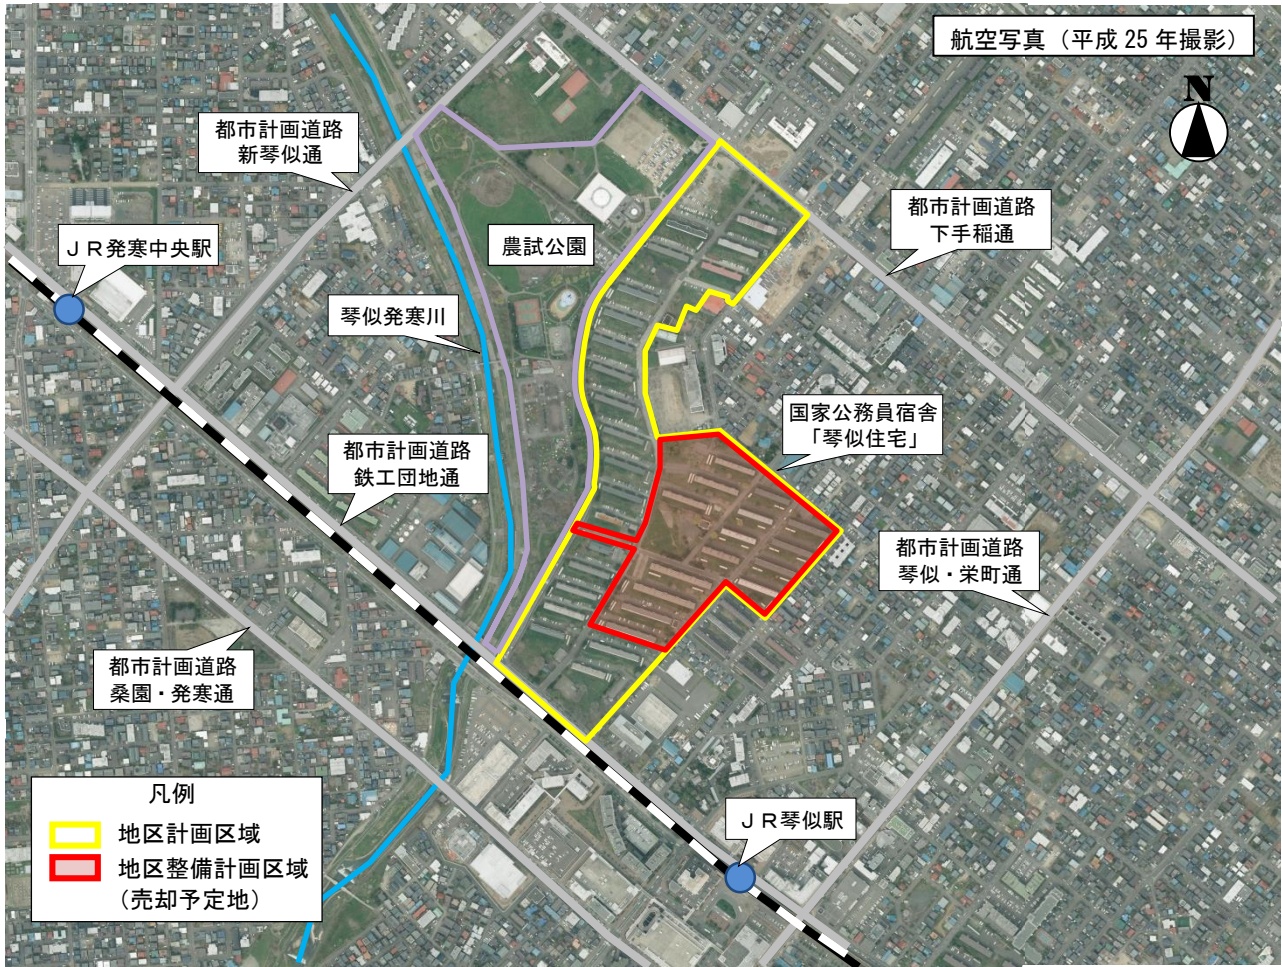 航空写真（平成 25 年撮影）
N
都市計画道路
新琴似通
都市計画道路
下手稲通
ＪＲ発寒中央駅
農試公園
琴似発寒川
国家公務員宿舎
「琴似住宅」
都市計画道路
鉄工団地通
都市計画道路
琴似・栄町通
都市計画道路
桑園・発寒通
凡例
地区計画区域
地区整備計画区域
（売却予定地）
ＪＲ琴似駅